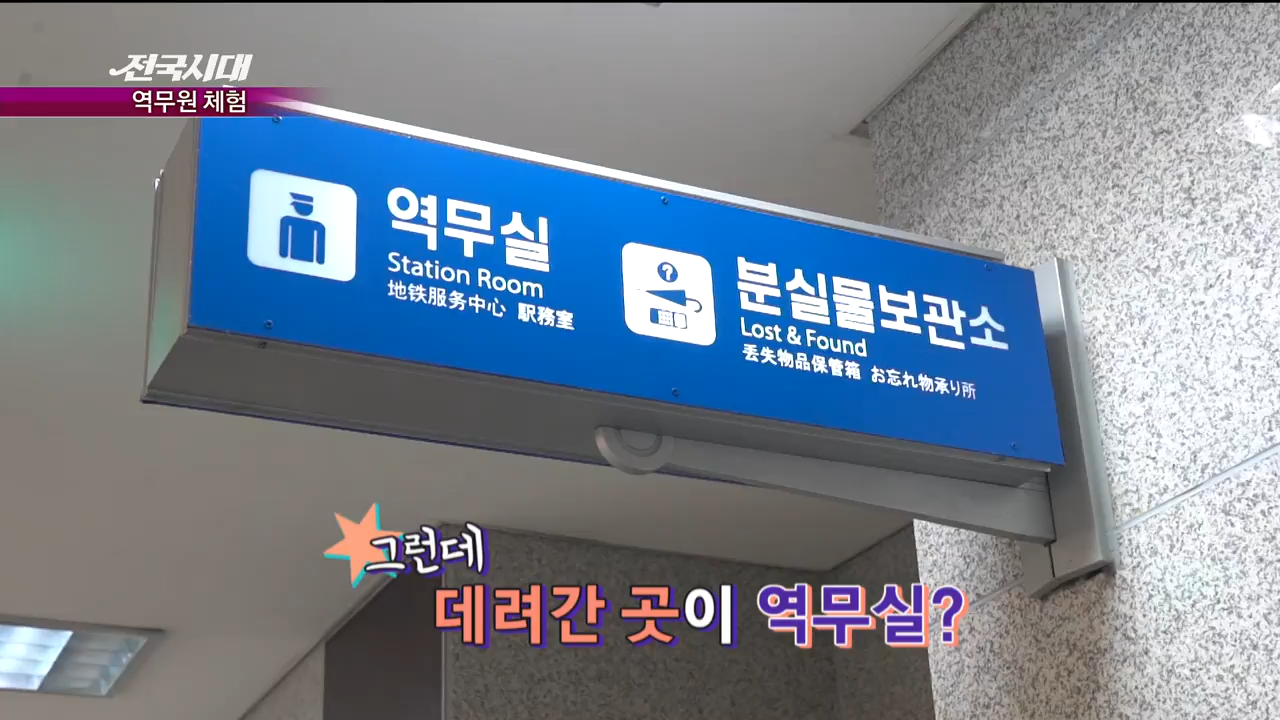 전국시대
역무원 체험
역무실
Station Room
地铁服务中心 駅務室
분실물보관소
Lost & Found
丢失物品保管箱 お忘れ物承り所
그런데
데려간 곳이 역무실?